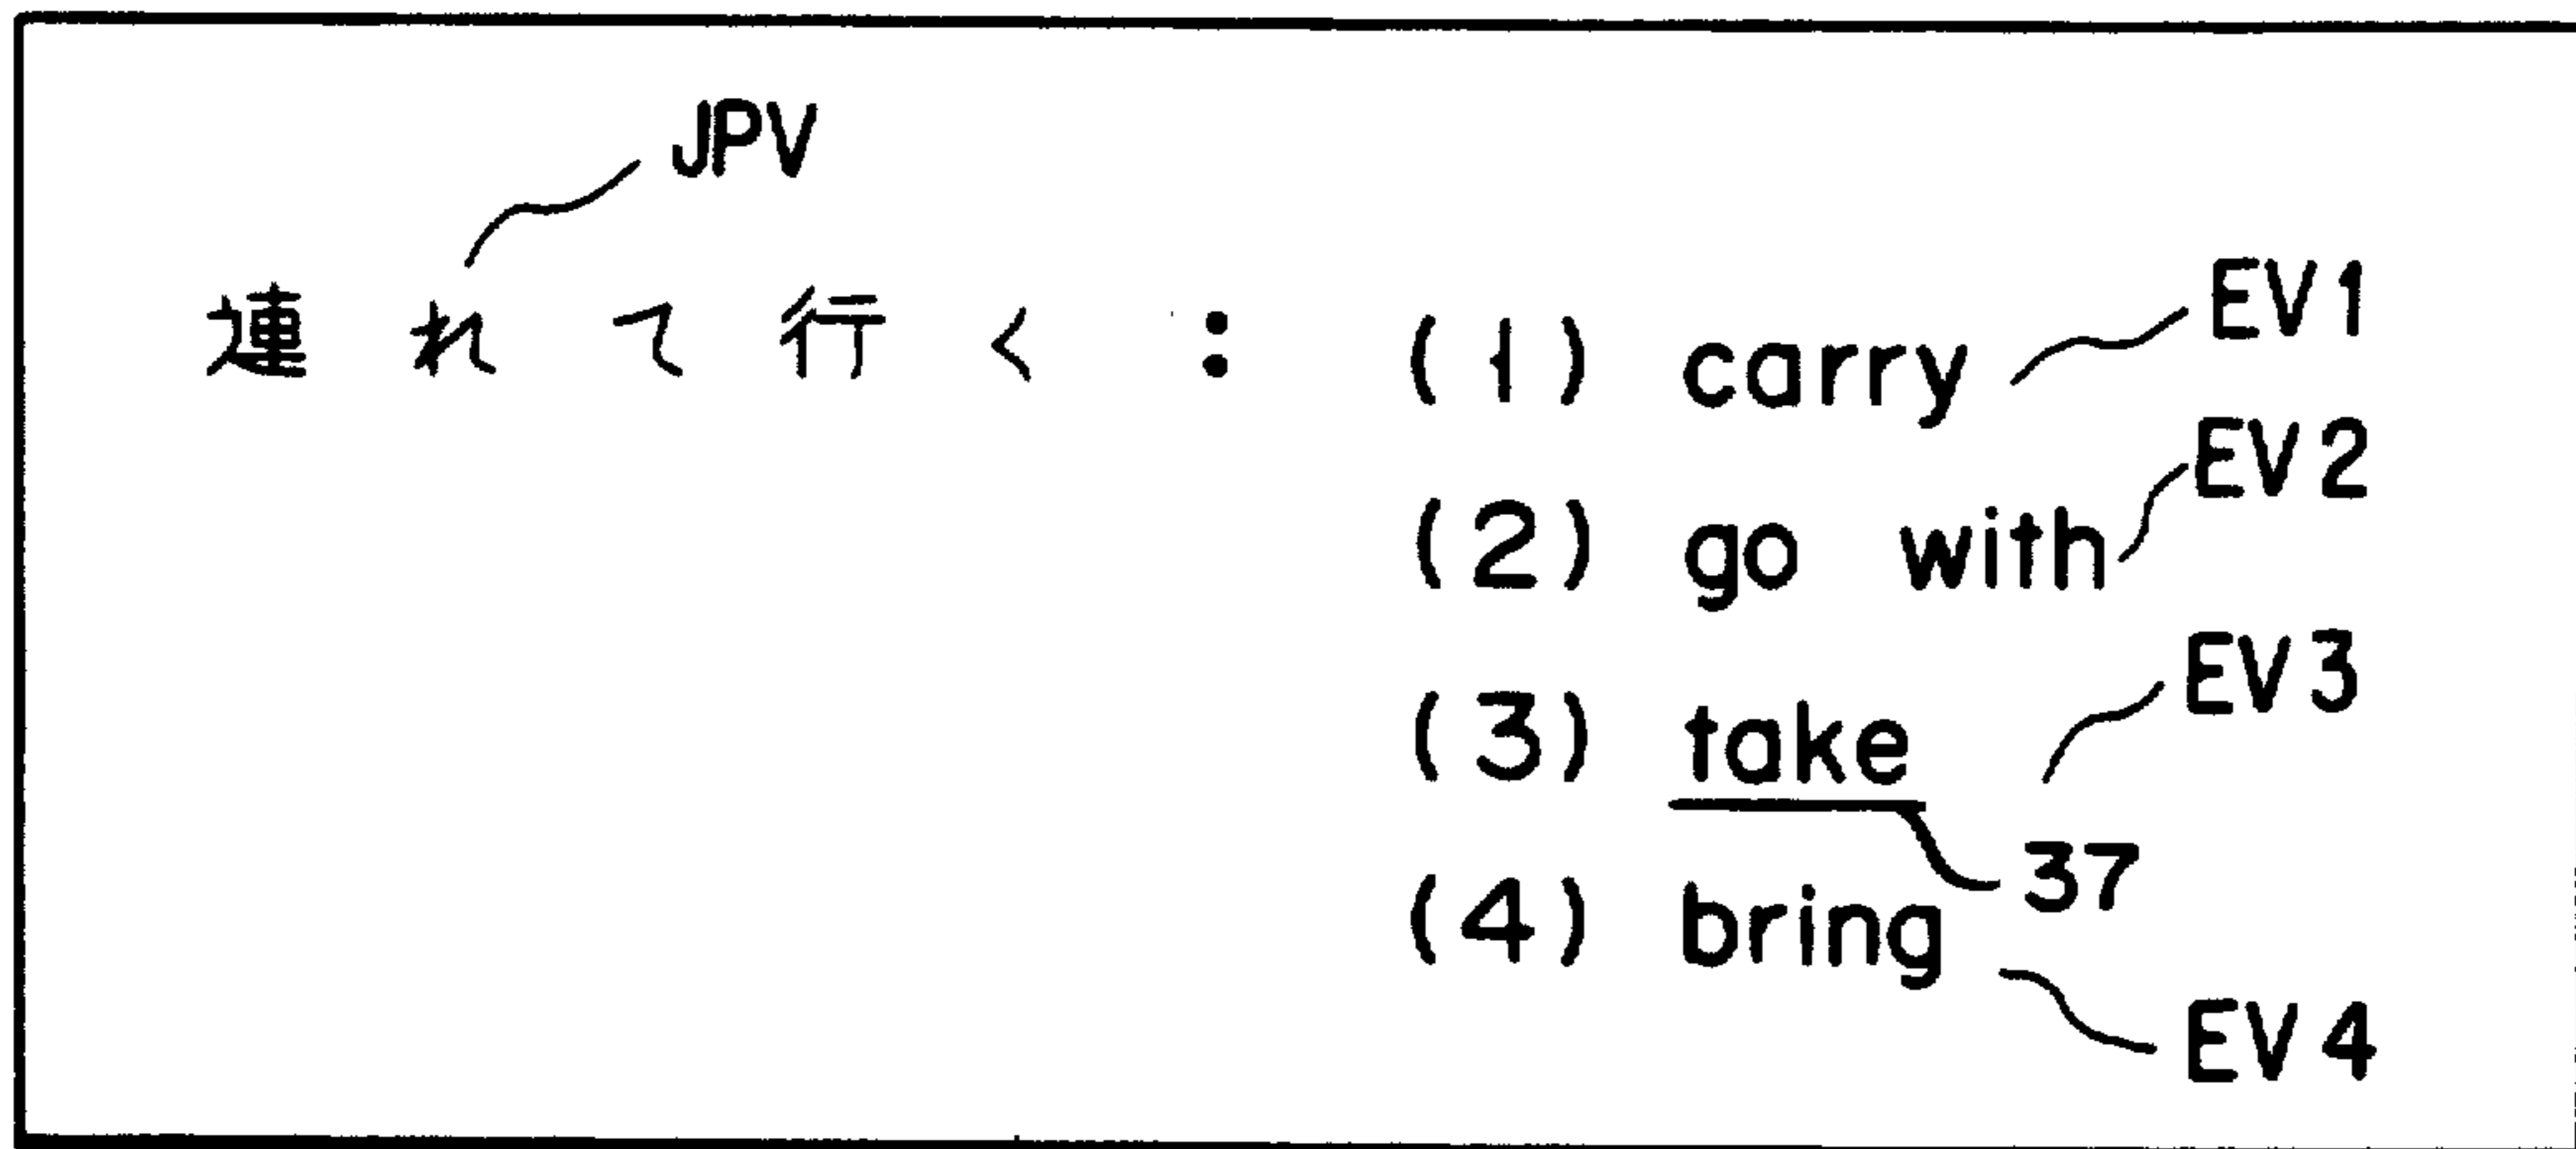 JPV
連れて行く : (1) carry EV1
(2) go with EV2
(3) take EV3
37
(4) bring
EV4